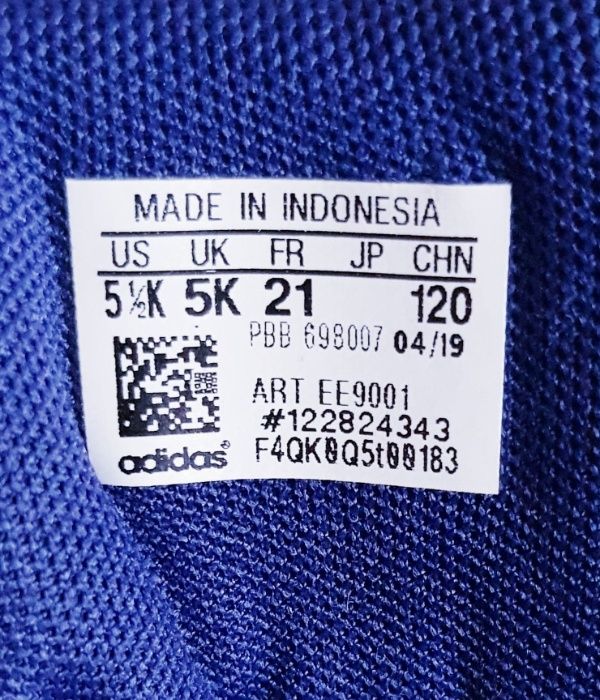 MADE IN INDONESIA
US UK FR JP CHN
5½K 5K 21 120
PBB 698007 04/19
ART EE9001
#122824343
adidas® F4QK0Q5t00183